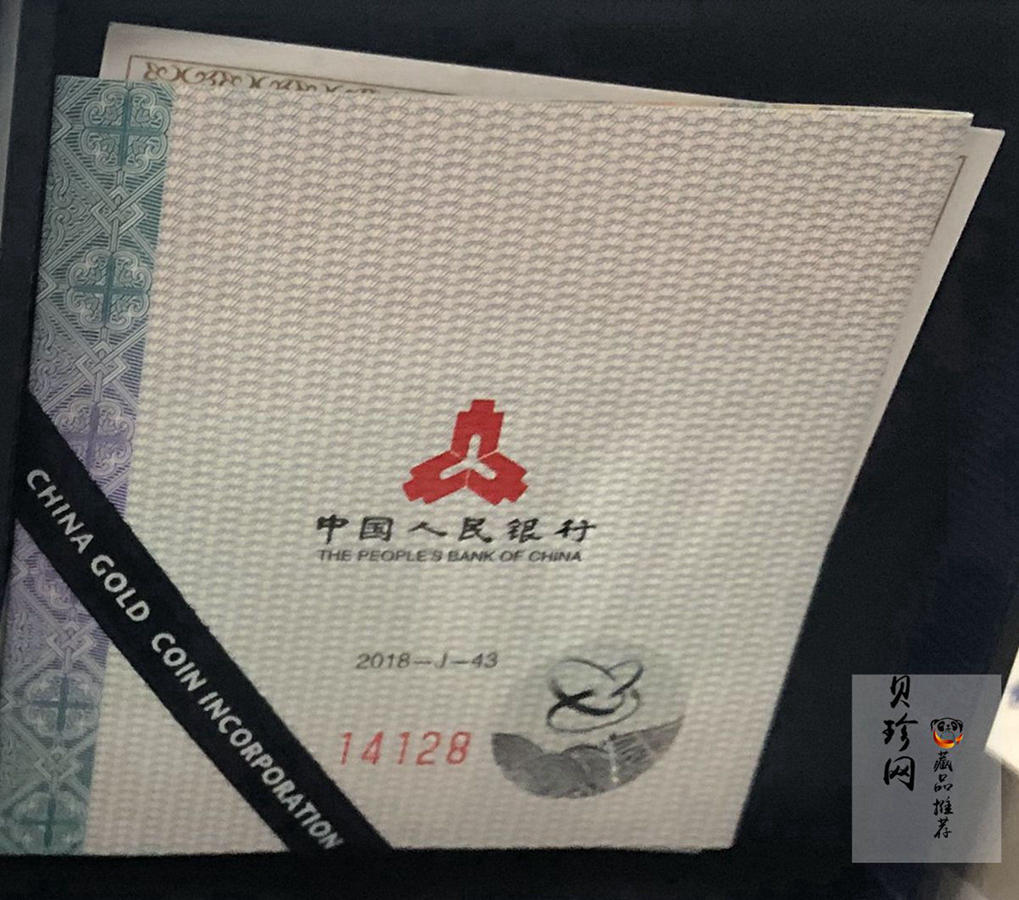 中国人民银行
THE PEOPLE'S BANK OF CHINA
2018-J-43
14128
CHINA GOLD COIN INCORPORATION
贝珍网
藏品推荐